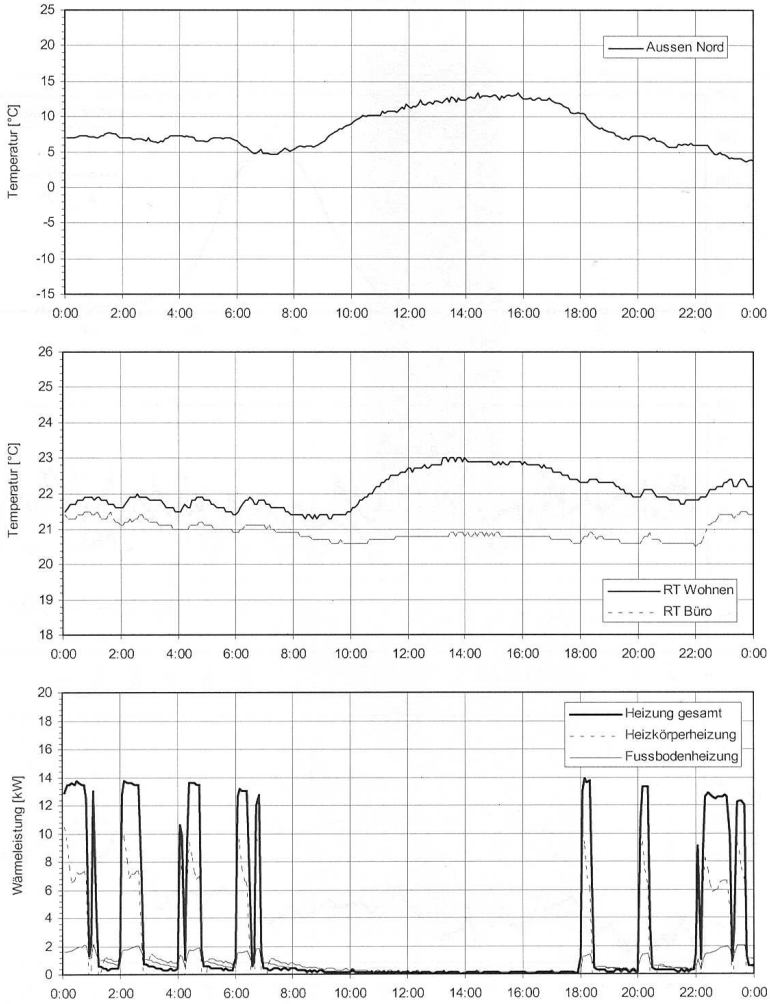 25
20
15
10
5
0
-5
-10
-15
Temperatur [°C]
Aussen Nord
0:00 2:00 4:00 6:00 8:00 10:00 12:00 14:00 16:00 18:00 20:00 22:00 0:00
26
25
24
23
22
21
20
19
18
Temperatur [°C]
RT Wohnen
RT Büro
0:00 2:00 4:00 6:00 8:00 10:00 12:00 14:00 16:00 18:00 20:00 22:00 0:00
20
18
16
14
12
10
8
6
4
2
0
Wärmeleistung [kW]
Heizung gesamt
Heizkörperheizung
Fussbodenheizung
0:00 2:00 4:00 6:00 8:00 10:00 12:00 14:00 16:00 18:00 20:00 22:00 0:00